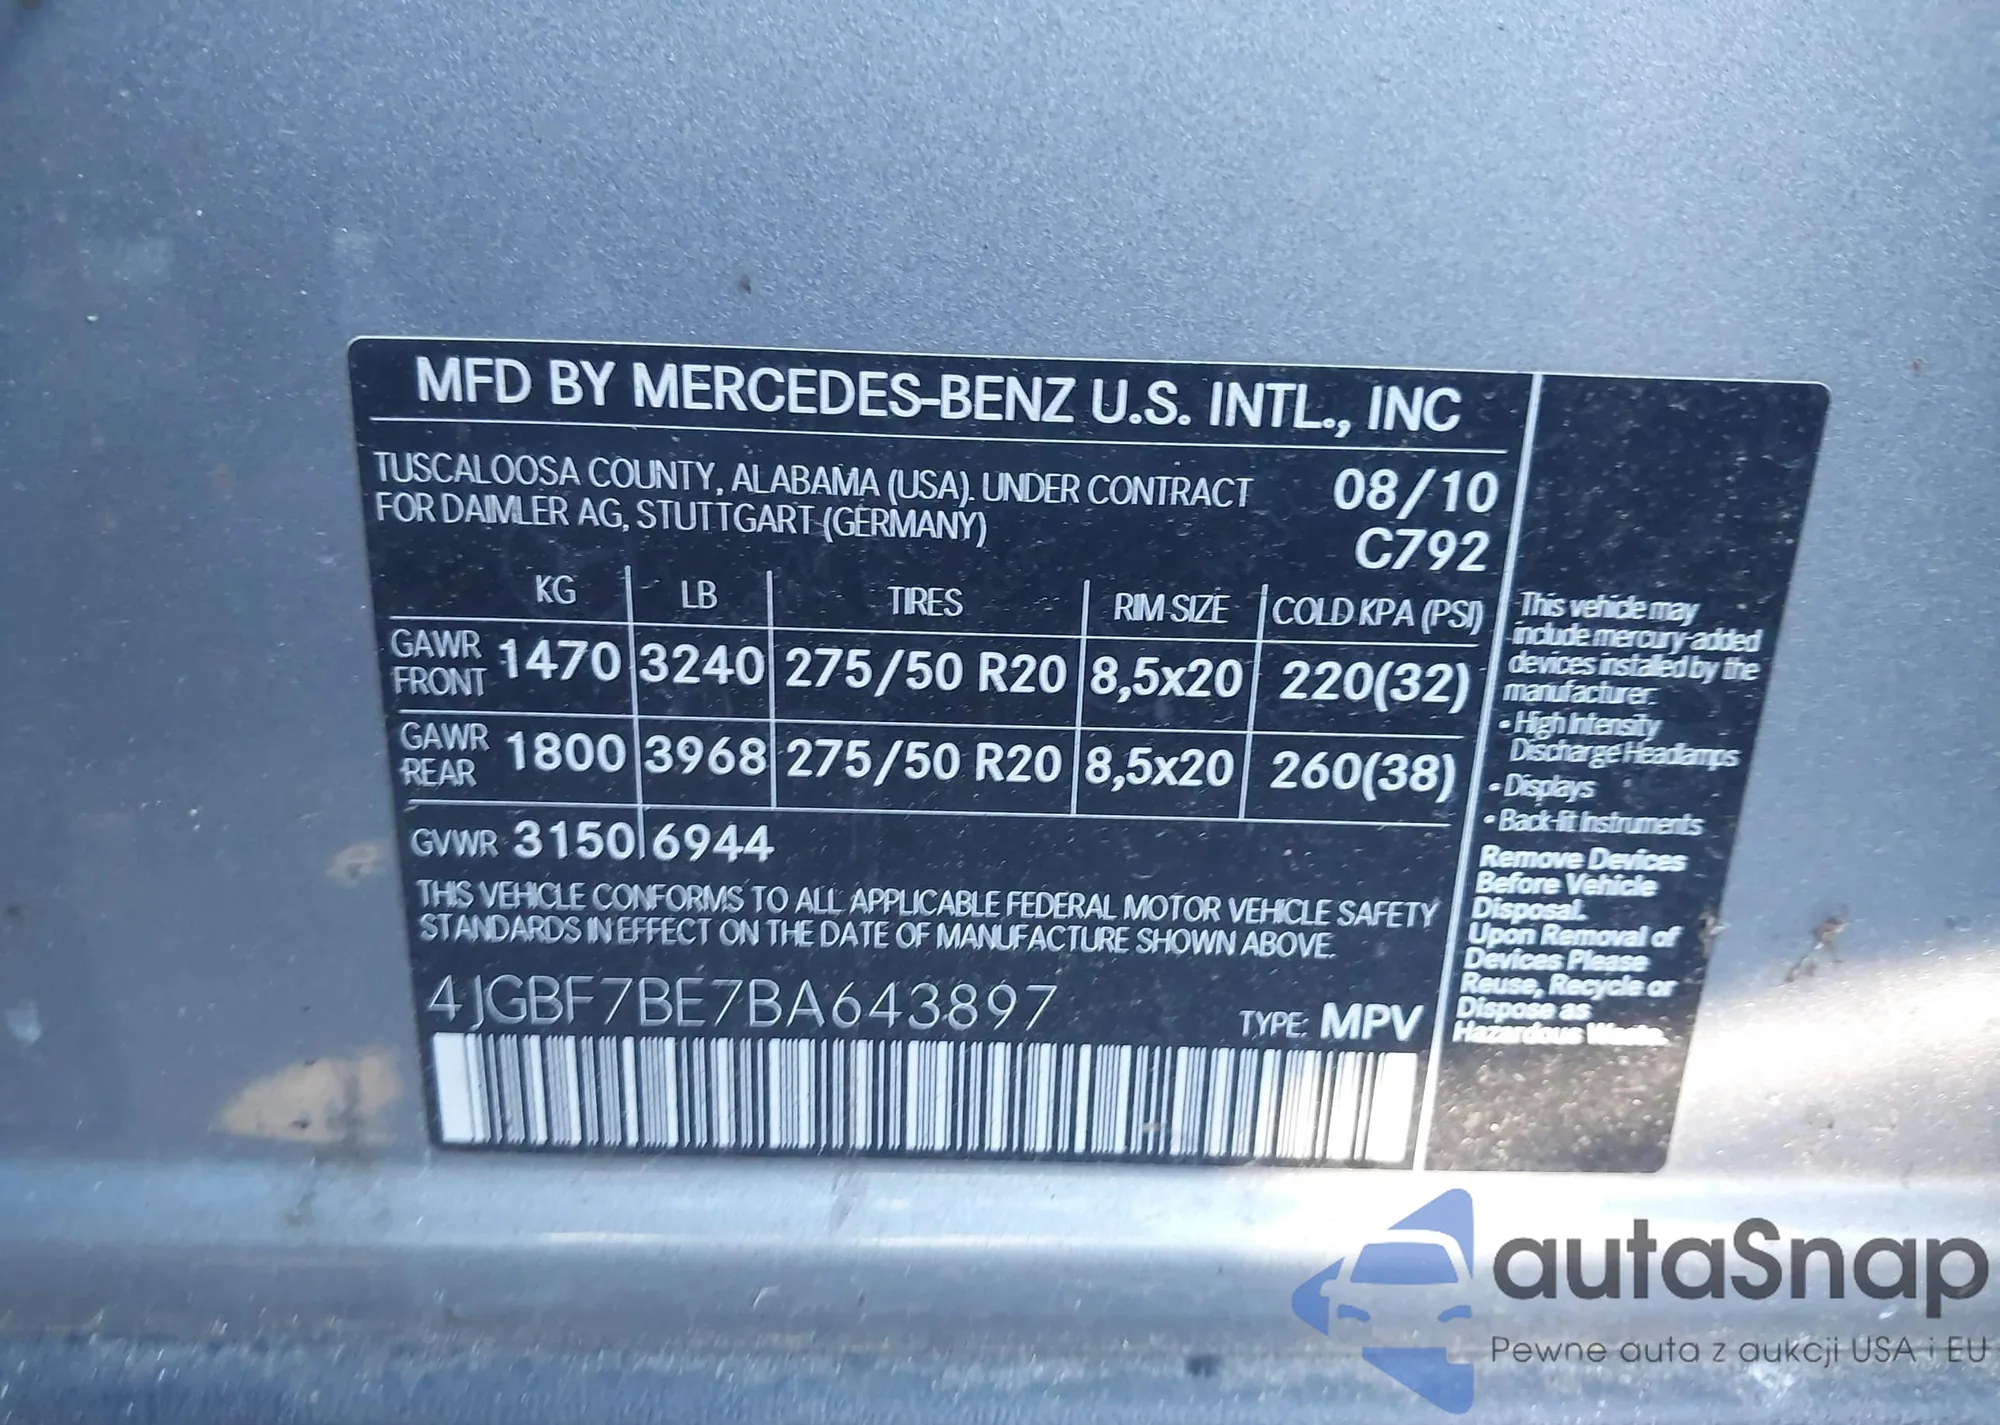 MFD BY MERCEDES-BENZ U.S. INTL., INC
TUSCALOOSA COUNTY, ALABAMA (USA). UNDER CONTRACT
FOR DAIMLER AG, STUTTGART (GERMANY)
08/10
C792
KG LB TIRES RIM SIZE COLD KPA (PSI)
GAWR FRONT 1470 3240 275/50 R20 8,5x20 220(32)
GAWR REAR 1800 3968 275/50 R20 8,5x20 260(38)
GVWR 3150 6944
THIS VEHICLE CONFORMS TO ALL APPLICABLE FEDERAL MOTOR VEHICLE SAFETY
STANDARDS IN EFFECT ON THE DATE OF MANUFACTURE SHOWN ABOVE.
4JGBF7BE7BA643897
TYPE: MPV
This vehicle may
include mercury-added
devices installed by the
manufacturer:
• High Intensity
Discharge Headlamps
• Displays
• Back-lit Instruments
Remove Devices
Before Vehicle
Disposal.
Upon Removal of
Devices Please
Reuse, Recycle or
Dispose as
Hazardous Waste.
autaSnap
Pewne auta z aukcji USA i EU